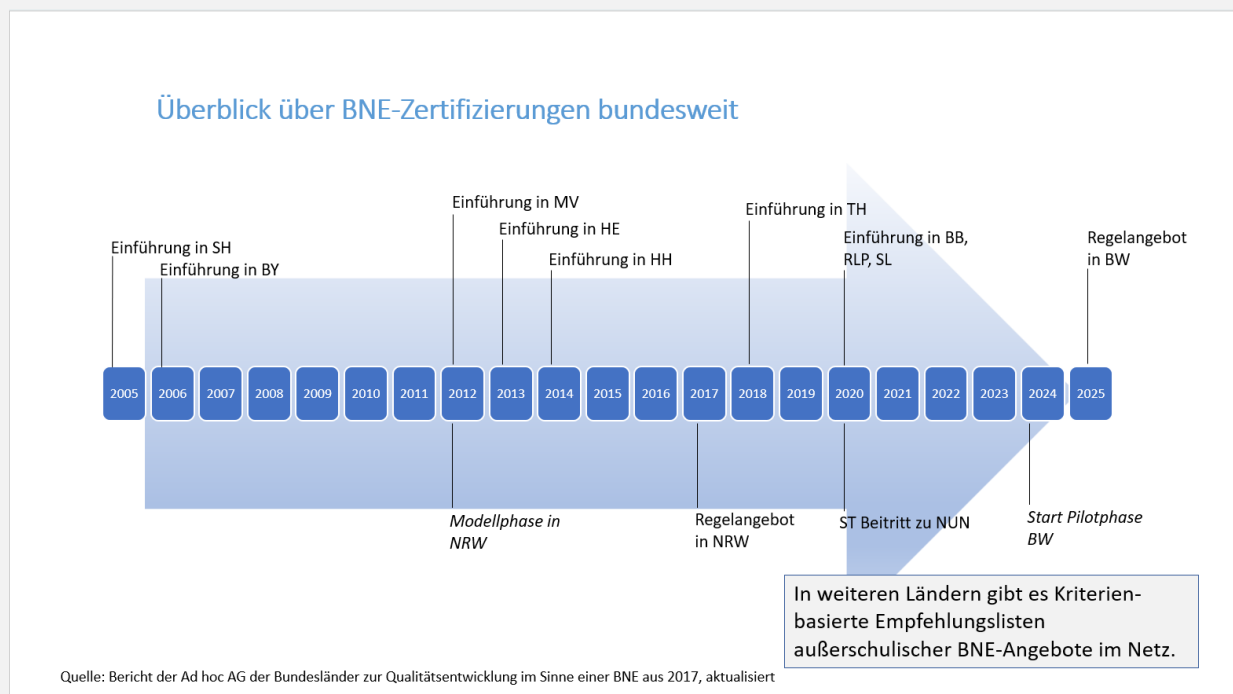 Überblick über BNE-Zertifizierungen bundesweit
Einführung in SH
Einführung in BY
Einführung in MV
Einführung in HE
Einführung in HH
Einführung in TH
Einführung in BB,
RLP, SL
Regelangebot
in BW
2005
2006
2007
2008
2009
2010
2011
2012
2013
2014
2015
2016
2017
2018
2019
2020
2021
2022
2023
2024
2025
Modellphase in
NRW
Regelangebot
in NRW
ST Beitritt zu NUN
Start Pilotphase
BW
In weiteren Ländern gibt es Kriterien-
basierte Empfehlungslisten
außerschulischer BNE-Angebote im Netz.
Quelle: Bericht der Ad hoc AG der Bundesländer zur Qualitätsentwicklung im Sinne einer BNE aus 2017, aktualisiert